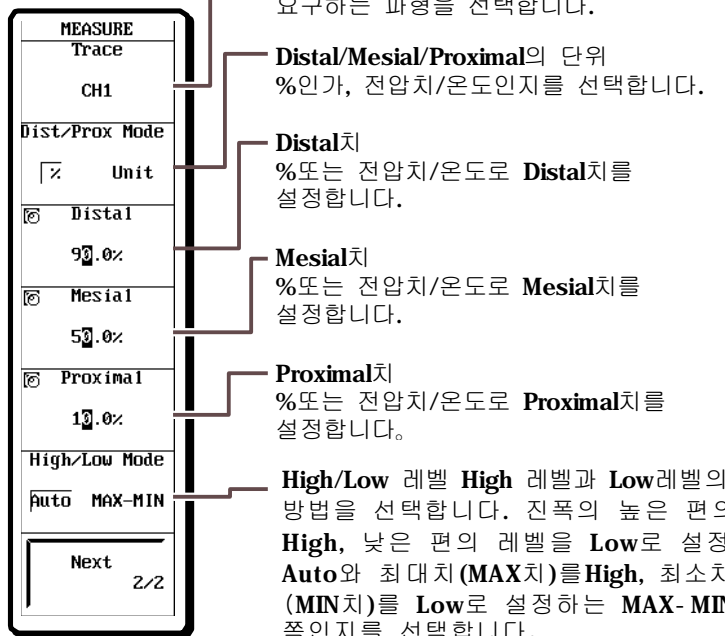 MEASURE
Trace
CH1
Dist/Prox Mode
% Unit
Distal
90.0%
Mesial
50.0%
Proximal
10.0%
High/Low Mode
Auto MAX-MIN
Next
2/2
요구하는 파형을 선택합니다.
Distal/Mesial/Proximal의 단위
%인가, 전압치/온도인지를 선택합니다.
Distal치
%또는 전압치/온도로 Distal치를
설정합니다.
Mesial치
%또는 전압치/온도로 Mesial치를
설정합니다.
Proximal치
%또는 전압치/온도로 Proximal치를
설정합니다。
High/Low 레벨 High 레벨과 Low레벨의
방법을 선택합니다. 진폭의 높은 편의
High, 낮은 편의 레벨을 Low로 설정
Auto와 최대치(MAX치)를High, 최소치
(MIN치)를 Low로 설정하는 MAX-MIN
쪽인지를 선택합니다.